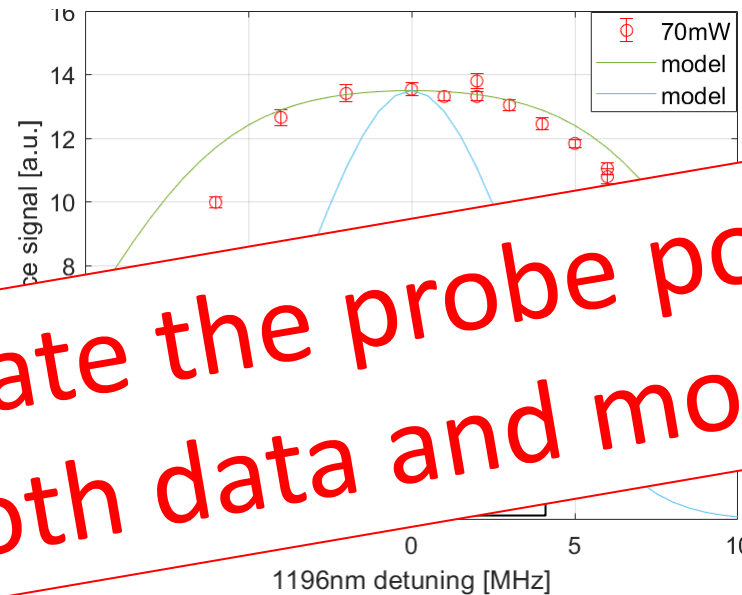 16
14
12
10
8
ce signal [a.u.]
70mW
model
model
ate the probe po
oth data and mo
0
5
10
1196nm detuning [MHz]